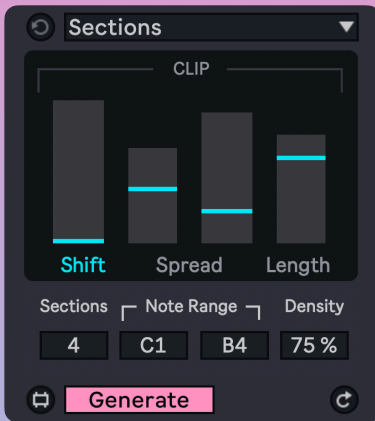 Sections
CLIP
Shift Spread Length
Sections Note Range Density
4 C1 B4 75 %
Generate